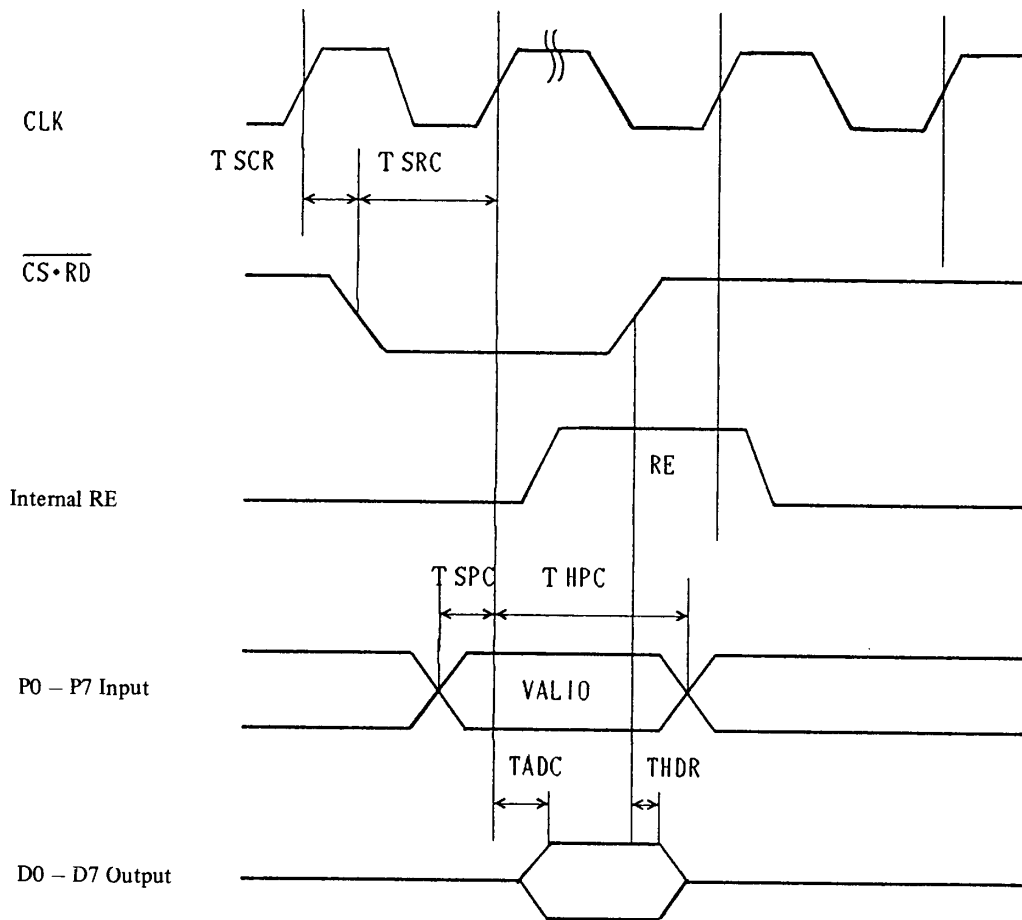 CLK
T SCR T SRC
CS•RD
RE
Internal RE
T SPC T HPC
P0 – P7 Input
VALIO
TADC THDR
D0 – D7 Output